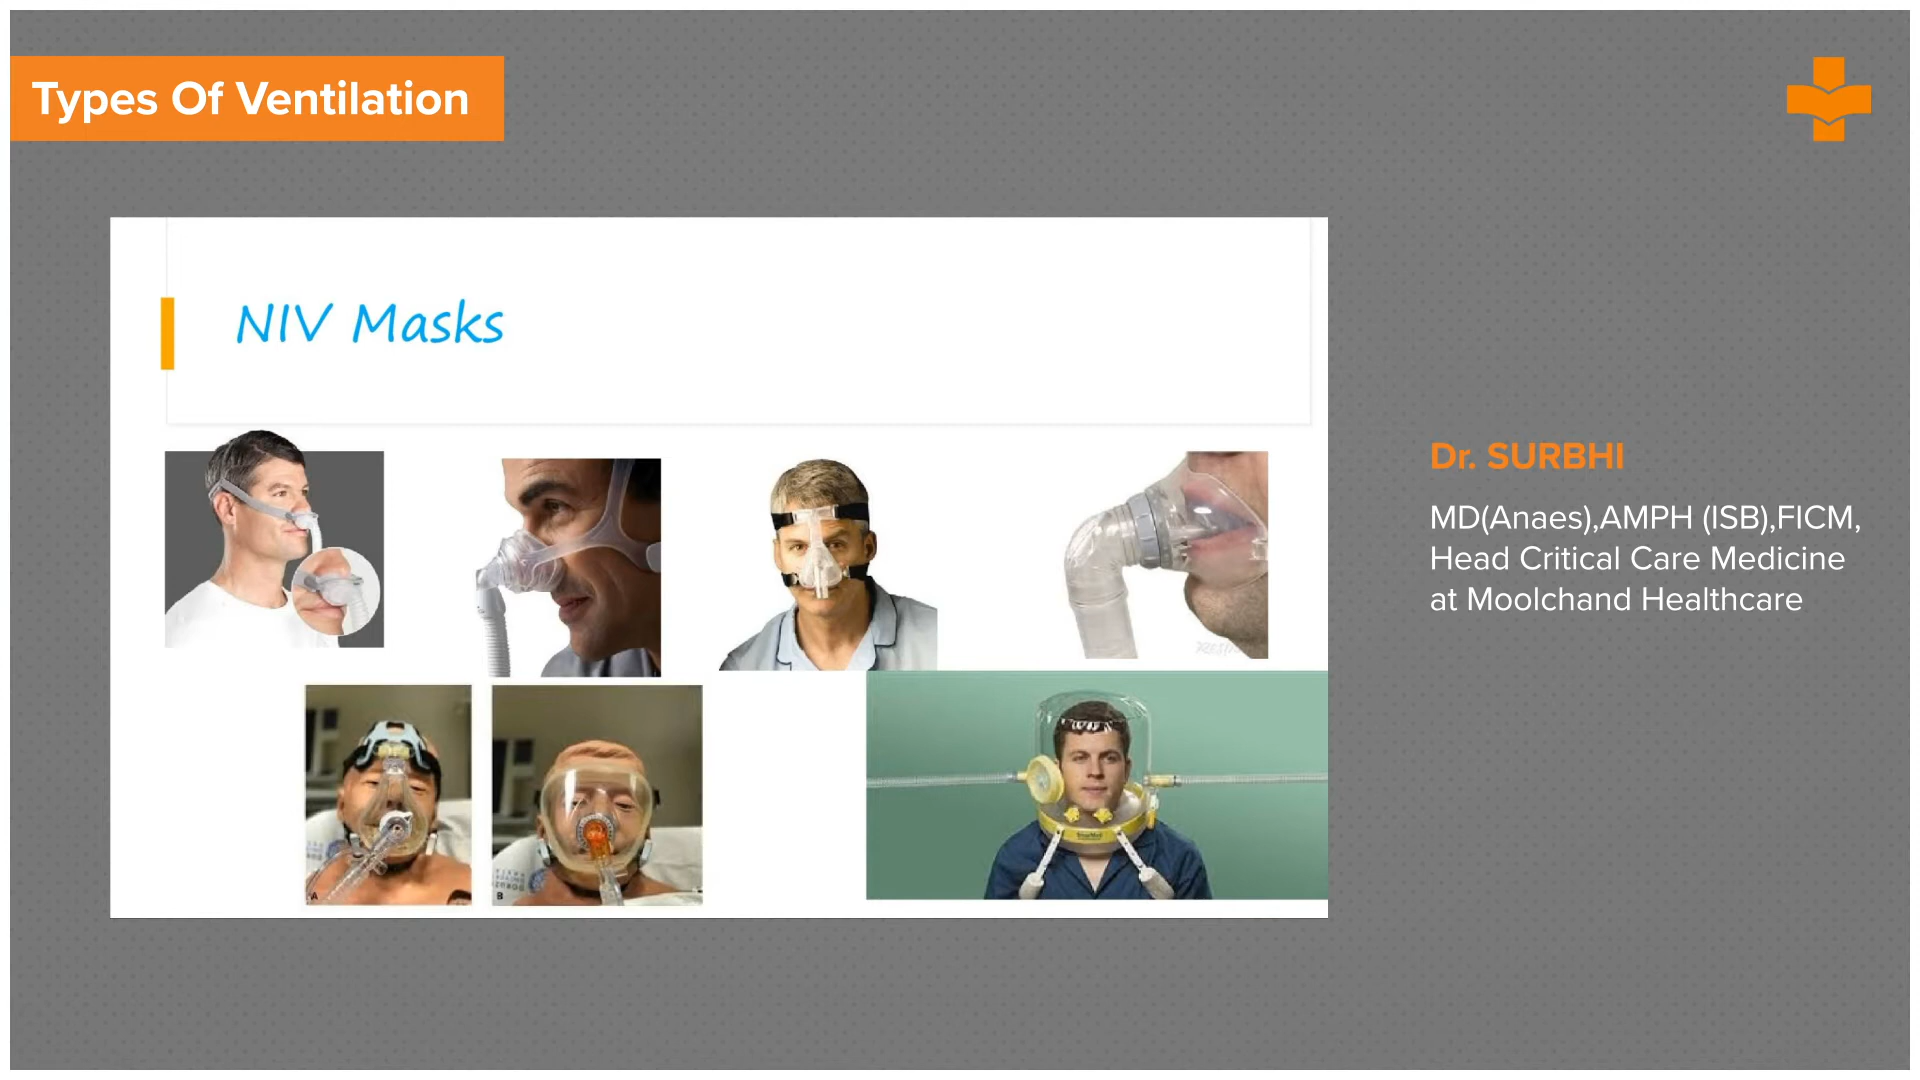 Types Of Ventilation
NIV Masks
A
B
Dr. SURBHI
MD(Anaes),AMPH (ISB),FICM,
Head Critical Care Medicine
at Moolchand Healthcare